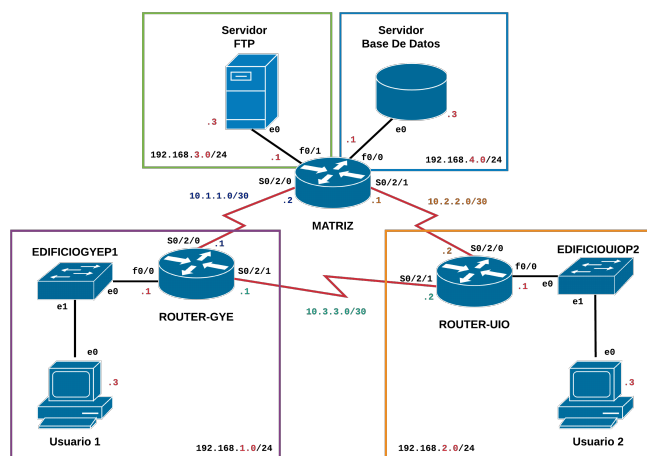 Servidor
FTP
Servidor
Base De Datos
.3
e0
.1
f0/1
192.168.3.0/24
.1
e0
.3
f0/0
192.168.4.0/24
S0/2/0
S0/2/1
10.1.1.0/30
.2
.1
10.2.2.0/30
MATRIZ
EDIFICIOGYEP1
S0/2/0
.1
f0/0
e0
.1
S0/2/1
.1
e1
ROUTER-GYE
10.3.3.0/30
.2
S0/2/0
EDIFICIOUIOP2
S0/2/1
.2
f0/0
.1
e0
e1
ROUTER-UIO
e0
.3
Usuario 1
192.168.1.0/24
e0
.3
Usuario 2
192.168.2.0/24